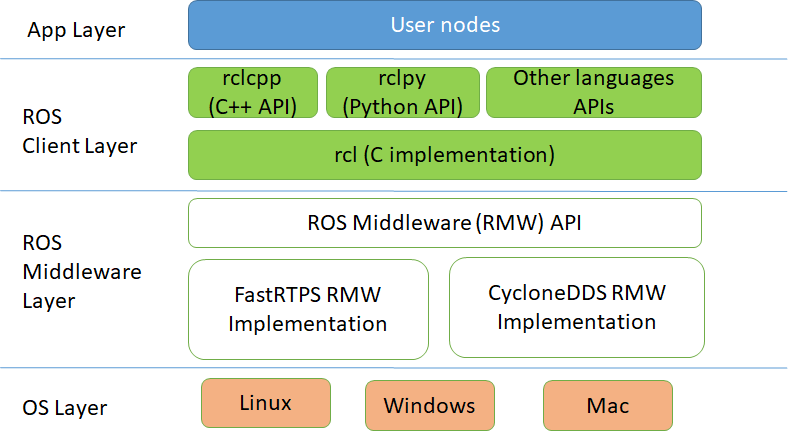 App Layer
User nodes
ROS
Client Layer
rclcpp
(C++ API)
rclpy
(Python API)
Other languages
APIs
rcl (C implementation)
ROS
Middleware
Layer
ROS Middleware (RMW) API
FastRTPS RMW
Implementation
CycloneDDS RMW
Implementation
OS Layer
Linux
Windows
Mac